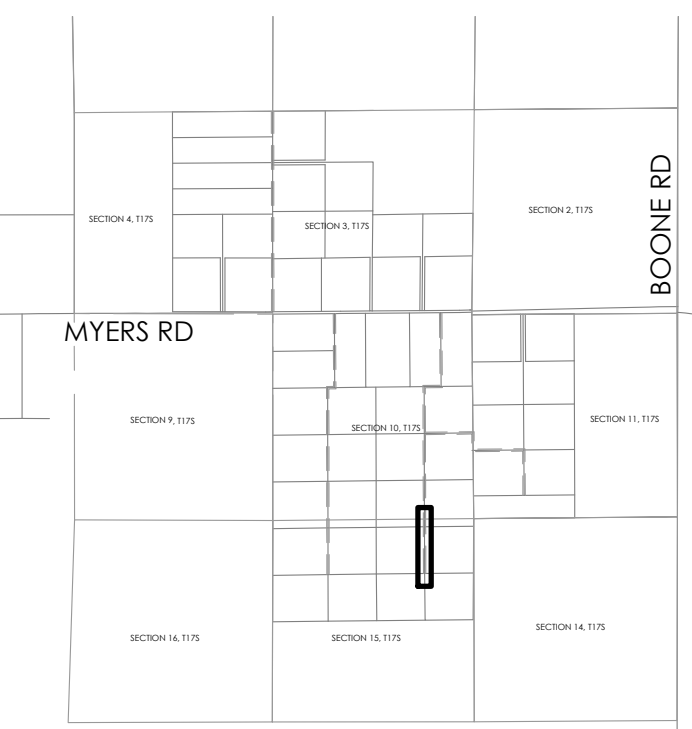 SECTION 4, T17S
SECTION 3, T17S
SECTION 2, T17S
BOONE RD
MYERS RD
SECTION 9, T17S
SECTION 10, T17S
SECTION 11, T17S
SECTION 16, T17S
SECTION 15, T17S
SECTION 14, T17S